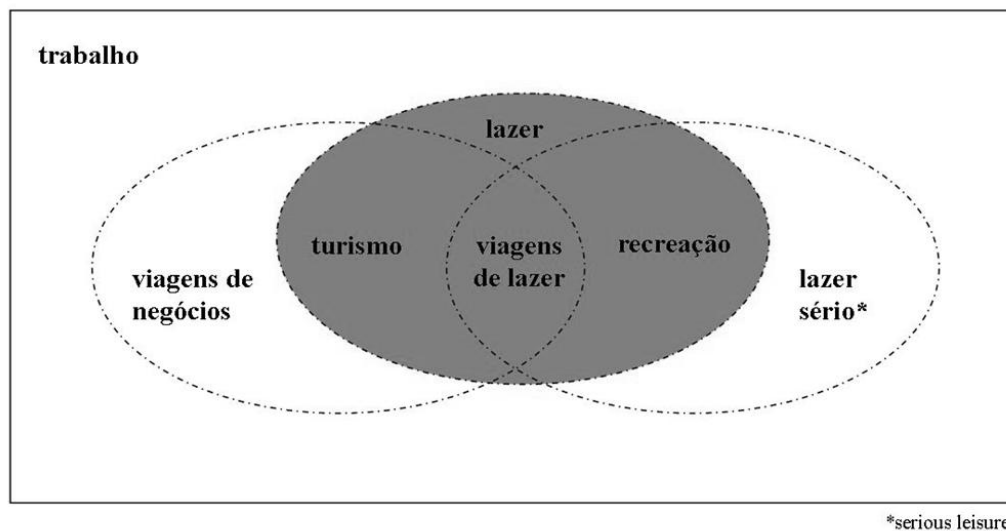 trabalho
lazer
turismo
viagens
de lazer
recreação
viagens de
negócios
lazer
sério*
*serious leisure